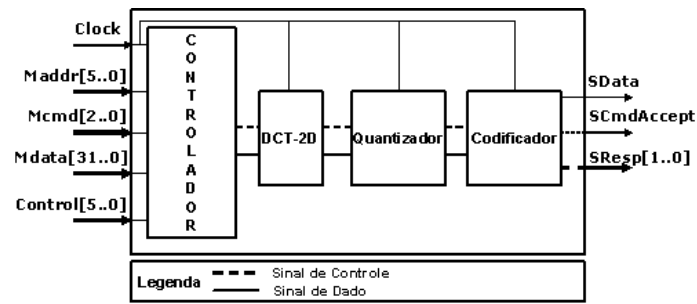 Clock
Maddr[5..0]
Mcmd[2..0]
Mdata[31..0]
Control[5..0]
CONTROLADOR
DCT-2D
Quantizador
Codificador
SData
SCmdAccept
SResp[1..0]
Legenda
Sinal de Controle
Sinal de Dado